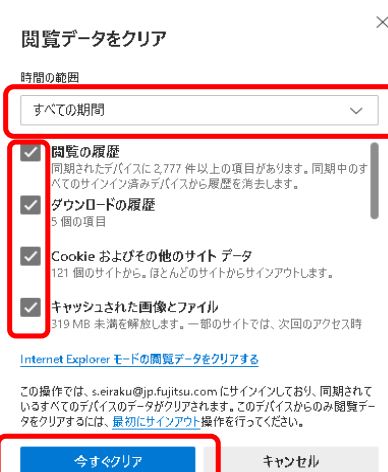 閲覧データをクリア
時間の範囲
すべての期間
閲覧の履歴
同期されたデバイスに 2,777 件以上の項目があります。同期中のす
べてのサインイン済みデバイスから履歴を消去します。
ダウンロードの履歴
5 個の項目
Cookie およびその他のサイト データ
121 個のサイトから。ほとんどのサイトからサインアウトします。
キャッシュされた画像とファイル
319 MB 未満を解放します。一部のサイトでは、次回のアクセス時
Internet Explorer モードの閲覧データをクリアする
この操作では、s.eiraku@jp.fujitsu.com にサインインしており、同期されて
いるすべてのデバイスのデータがクリアされます。このデバイスからのみ閲覧デー
タをクリアするには、最初にサインアウト操作を行ってください。
今すぐクリア
キャンセル